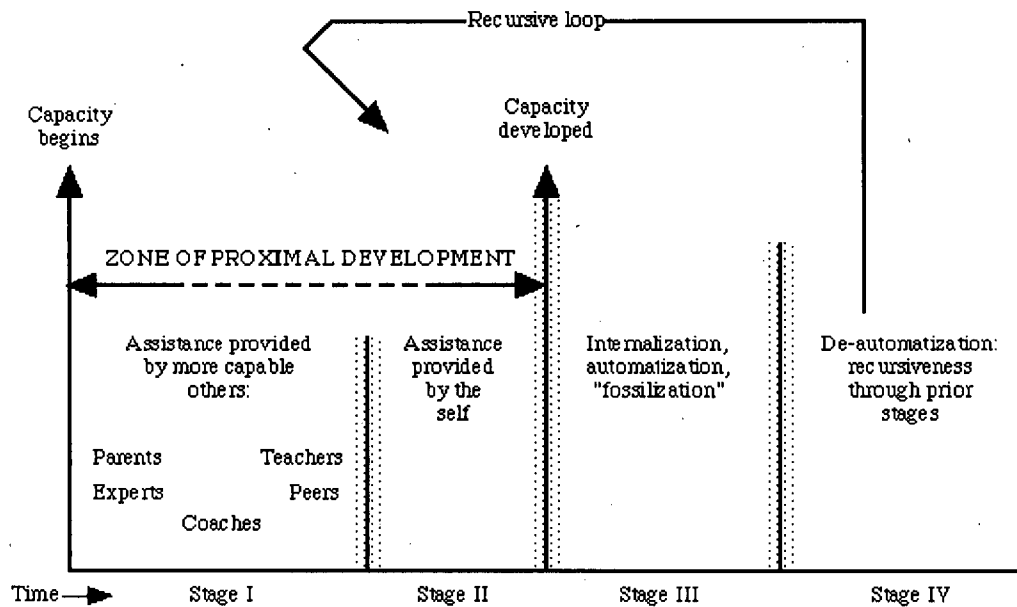 Recursive loop
Capacity
begins
Capacity
developed
ZONE OF PROXIMAL DEVELOPMENT
Assistance provided
by more capable
others:
Parents
Teachers
Experts
Peers
Coaches
Assistance
provided
by the
self
Internalization,
automatization,
"fossilization"
De-automatization:
recursiveness
through prior
stages
Time
Stage I
Stage II
Stage III
Stage IV